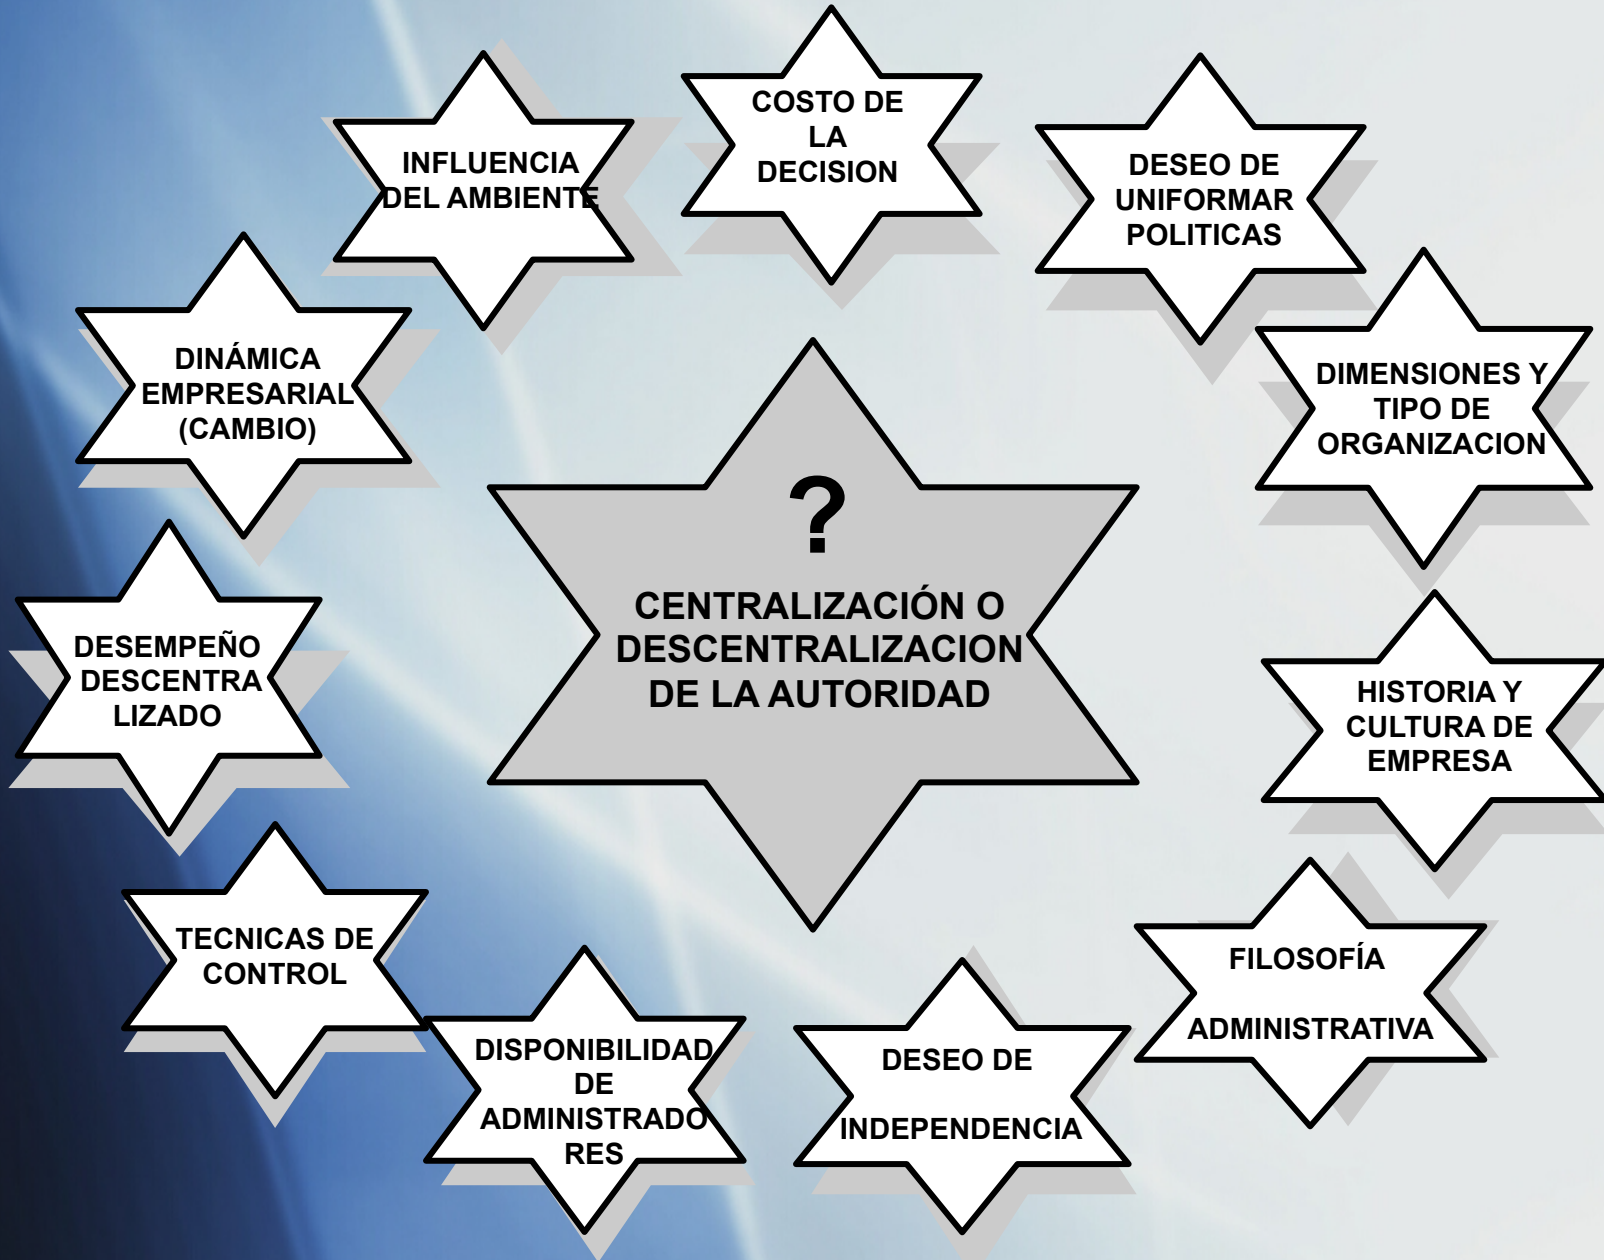 COSTO DE
LA
DECISION
INFLUENCIA
DEL AMBIENTE
DESEO DE
UNIFORMAR
POLITICAS
DINÁMICA
EMPRESARIAL
(CAMBIO)
DIMENSIONES Y
TIPO DE
ORGANIZACION
?
CENTRALIZACIÓN O
DESCENTRALIZACION
DE LA AUTORIDAD
DESEMPEÑO
DESCENTRA
LIZADO
HISTORIA Y
CULTURA DE
EMPRESA
TECNICAS DE
CONTROL
FILOSOFÍA
ADMINISTRATIVA
DISPONIBILIDAD
DE
ADMINISTRADO
RES
DESEO DE
INDEPENDENCIA